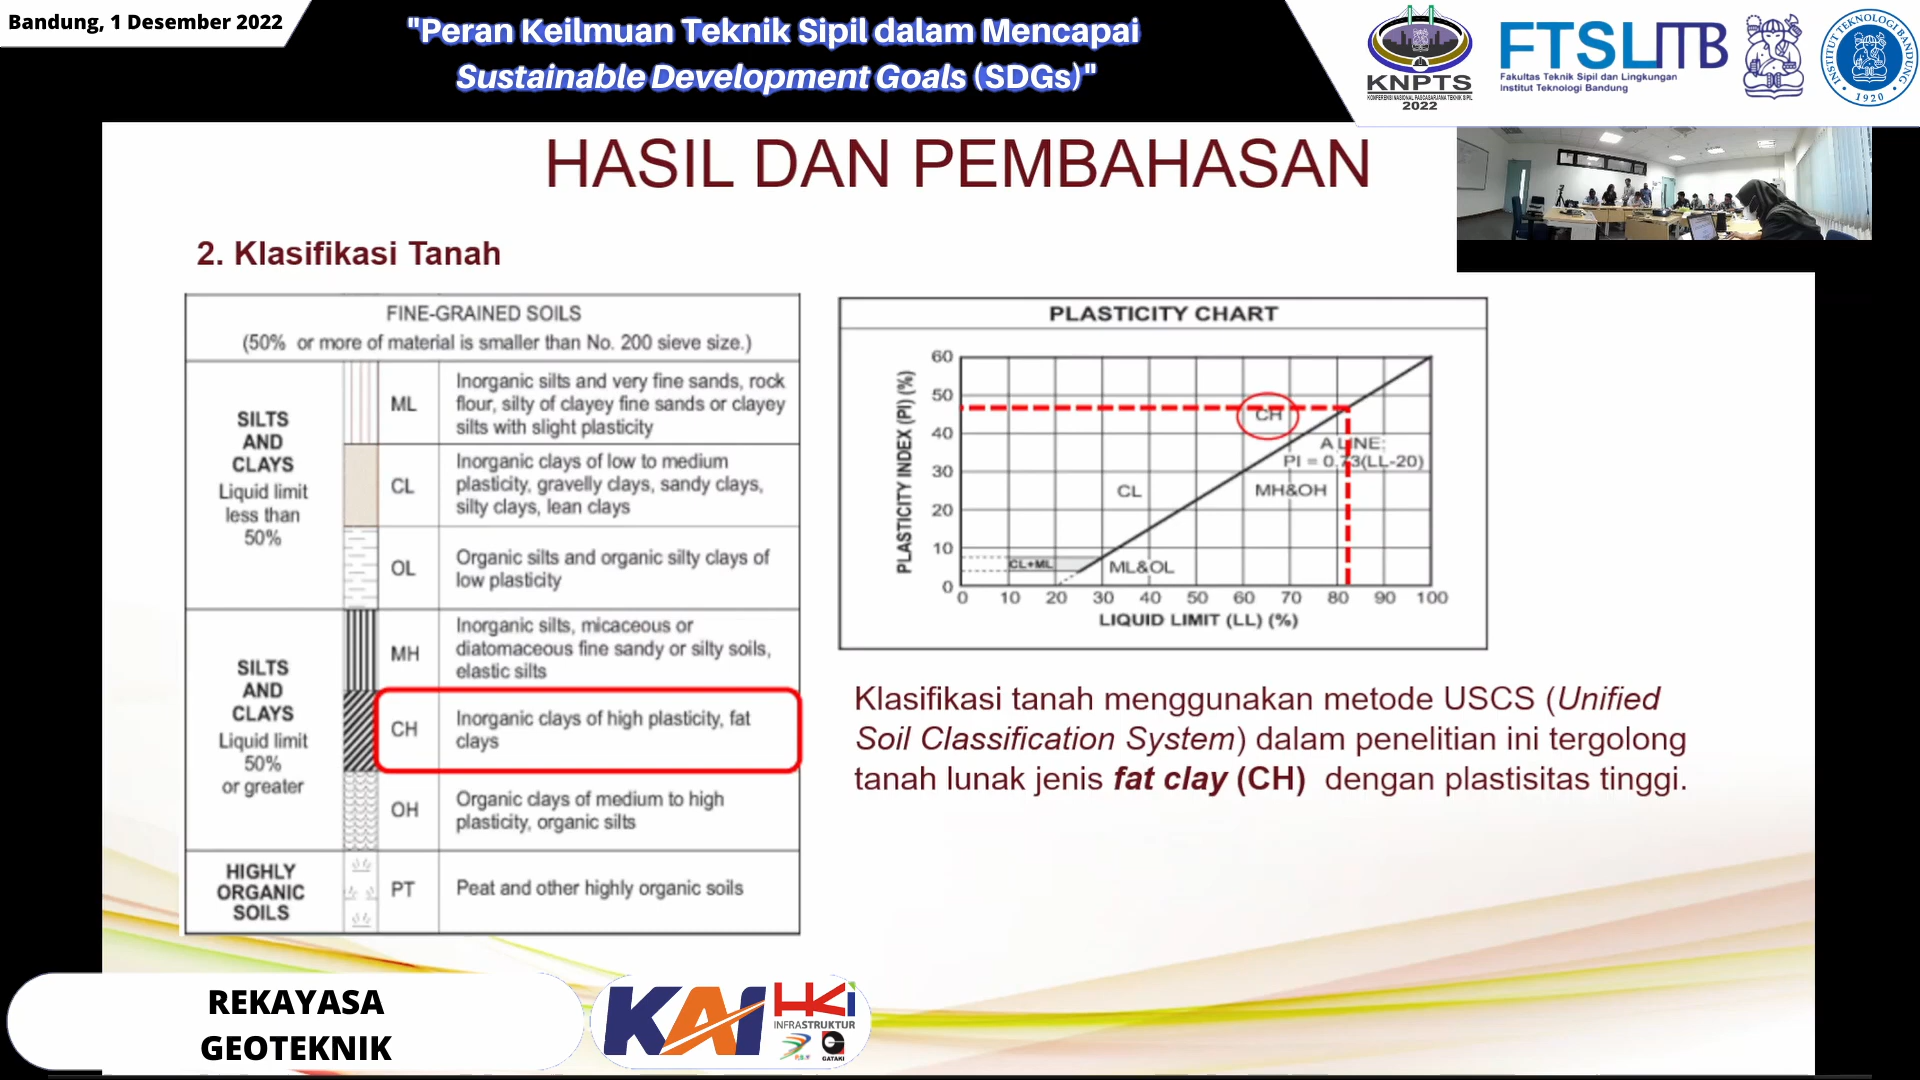 Bandung, 1 Desember 2022
"Peran Keilmuan Teknik Sipil dalam Mencapai
Sustainable Development Goals (SDGs)"
KNPTS
KONFERENSI NASIONAL PASCASARJANA TEKNIK SIPIL
2022
FTSL ITB
Fakultas Teknik Sipil dan Lingkungan
Institut Teknologi Bandung
INSTITUT TEKNOLOGI BANDUNG
1920
HASIL DAN PEMBAHASAN
2. Klasifikasi Tanah
FINE-GRAINED SOILS
(50% or more of material is smaller than No. 200 sieve size.)
SILTS
AND
CLAYS
Liquid limit
less than
50%
ML
Inorganic silts and very fine sands, rock
flour, silty of clayey fine sands or clayey
silts with slight plasticity
CL
Inorganic clays of low to medium
plasticity, gravelly clays, sandy clays,
silty clays, lean clays
OL
Organic silts and organic silty clays of
low plasticity
SILTS
AND
CLAYS
Liquid limit
50%
or greater
MH
Inorganic silts, micaceous or
diatomaceous fine sandy or silty soils,
elastic silts
CH
Inorganic clays of high plasticity, fat
clays
OH
Organic clays of medium to high
plasticity, organic silts
HIGHLY
ORGANIC
SOILS
PT
Peat and other highly organic soils
PLASTICITY CHART
PLASTICITY INDEX (PI) (%)
60
50
40
30
20
10
0
CH
A LINE:
PI = 0.73(LL-20)
CL
MH&OH
CL+ML
ML&OL
0 10 20 30 40 50 60 70 80 90 100
LIQUID LIMIT (LL) (%)
Klasifikasi tanah menggunakan metode USCS (Unified
Soil Classification System) dalam penelitian ini tergolong
tanah lunak jenis fat clay (CH) dengan plastisitas tinggi.
REKAYASA
GEOTEKNIK
KAI
HKi
INFRASTRUKTUR
GATAKI